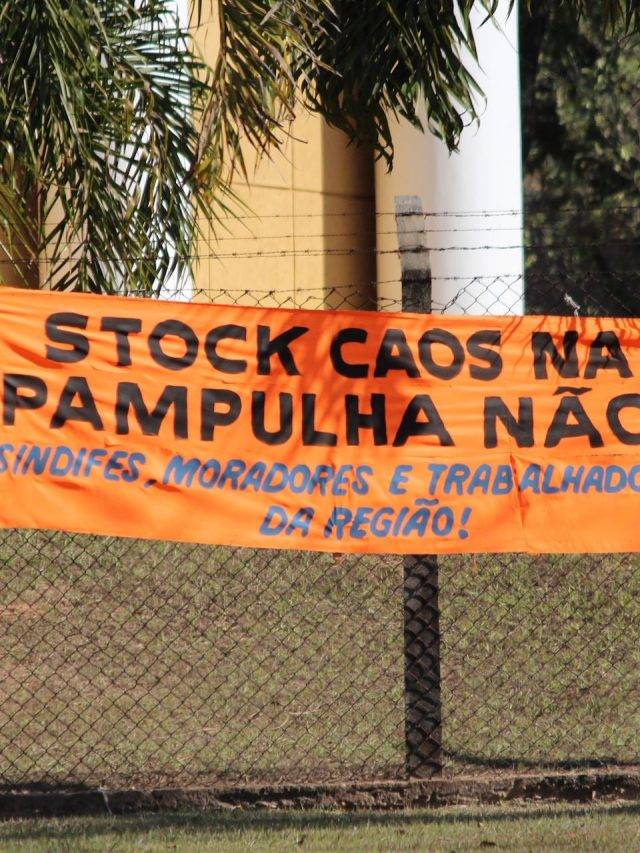 STOCK CAOS NA
PAMPULHA NÃO
SINDIFES, MORADORES E TRABALHADO
DA REGIÃO!